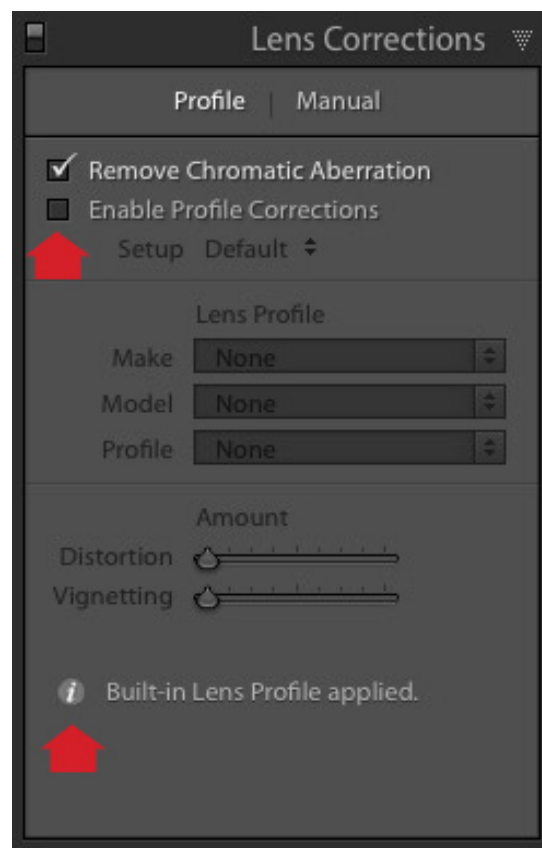 Lens Corrections
Profile | Manual
Remove Chromatic Aberration
Enable Profile Corrections
Setup Default
Lens Profile
Make None
Model None
Profile None
Amount
Distortion
Vignetting
i Built-in Lens Profile applied.